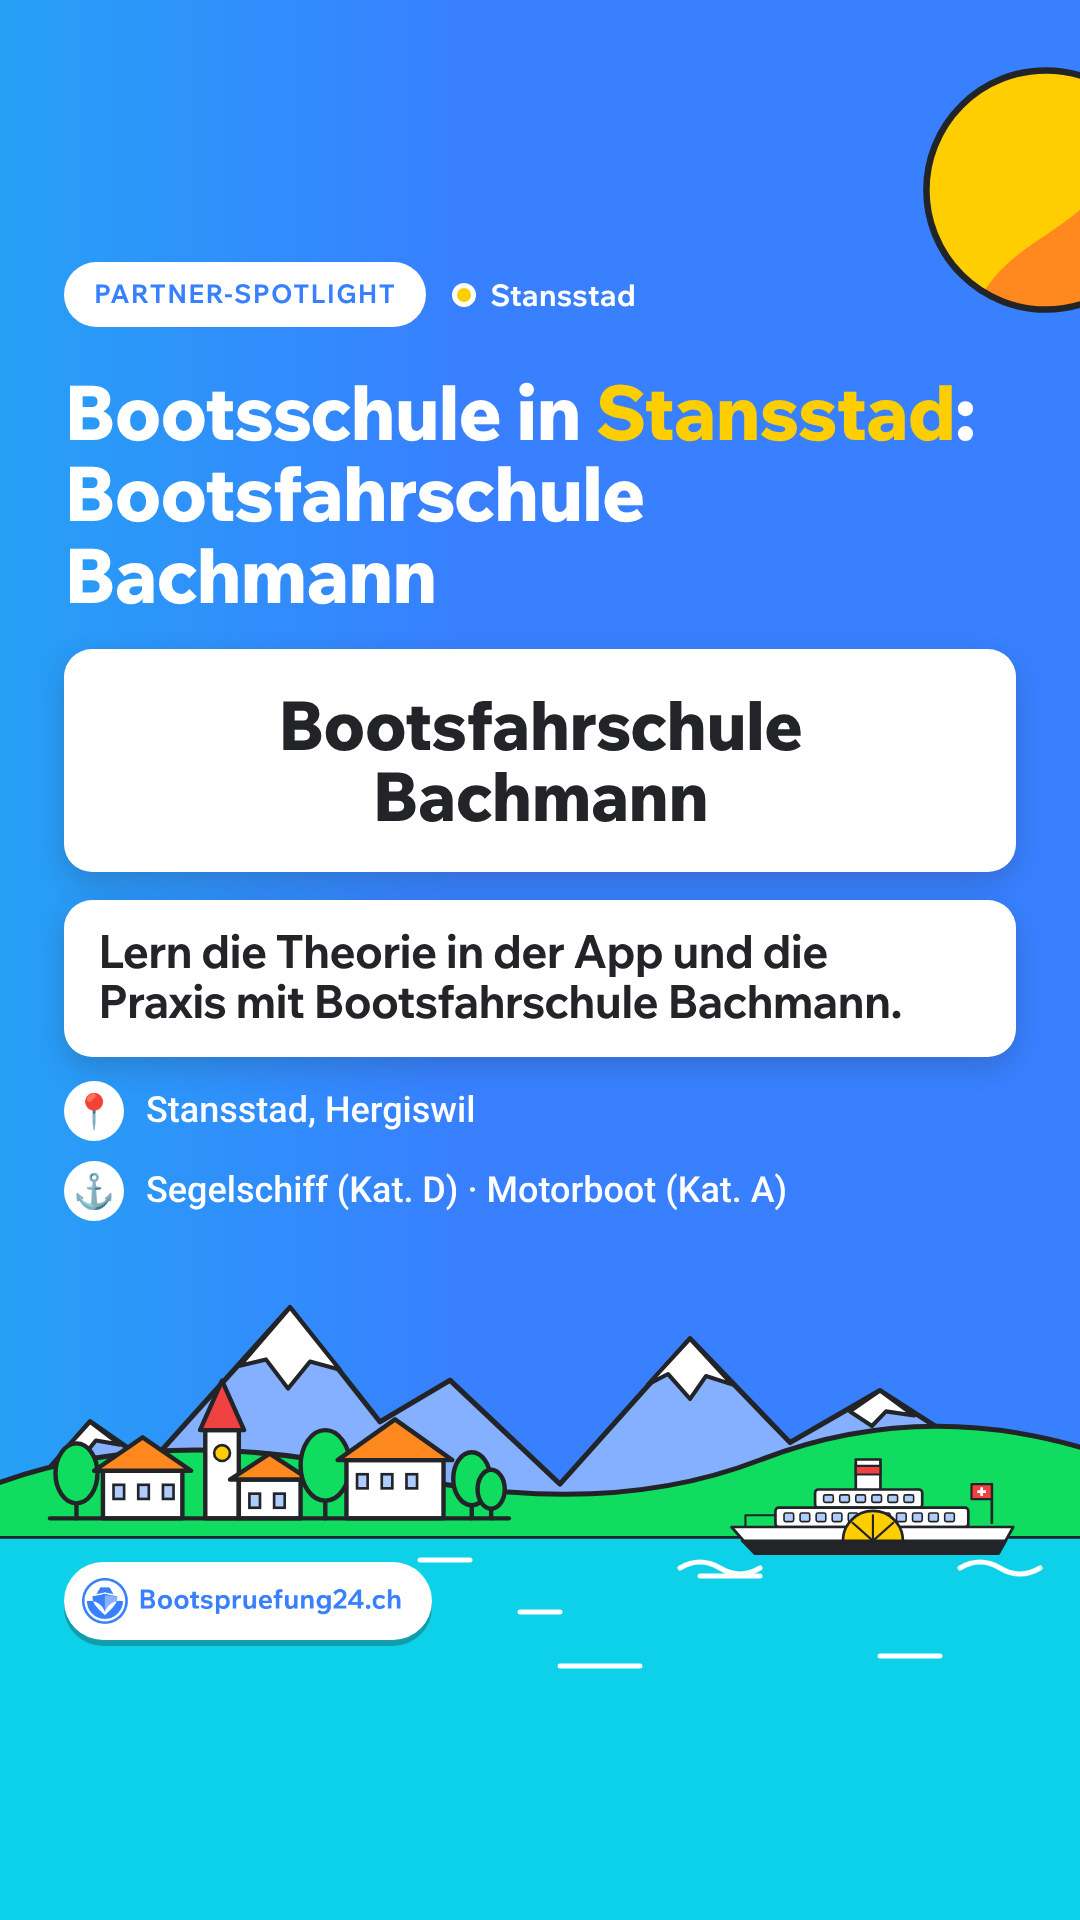 PARTNER-SPOTLIGHT
Stansstad
Bootsschule in Stansstad:
Bootsfahrschule
Bachmann
Bootsfahrschule
Bachmann
Lern die Theorie in der App und die
Praxis mit Bootsfahrschule Bachmann.
Stansstad, Hergiswil
Segelschiff (Kat. D) · Motorboot (Kat. A)
Bootspruefung24.ch